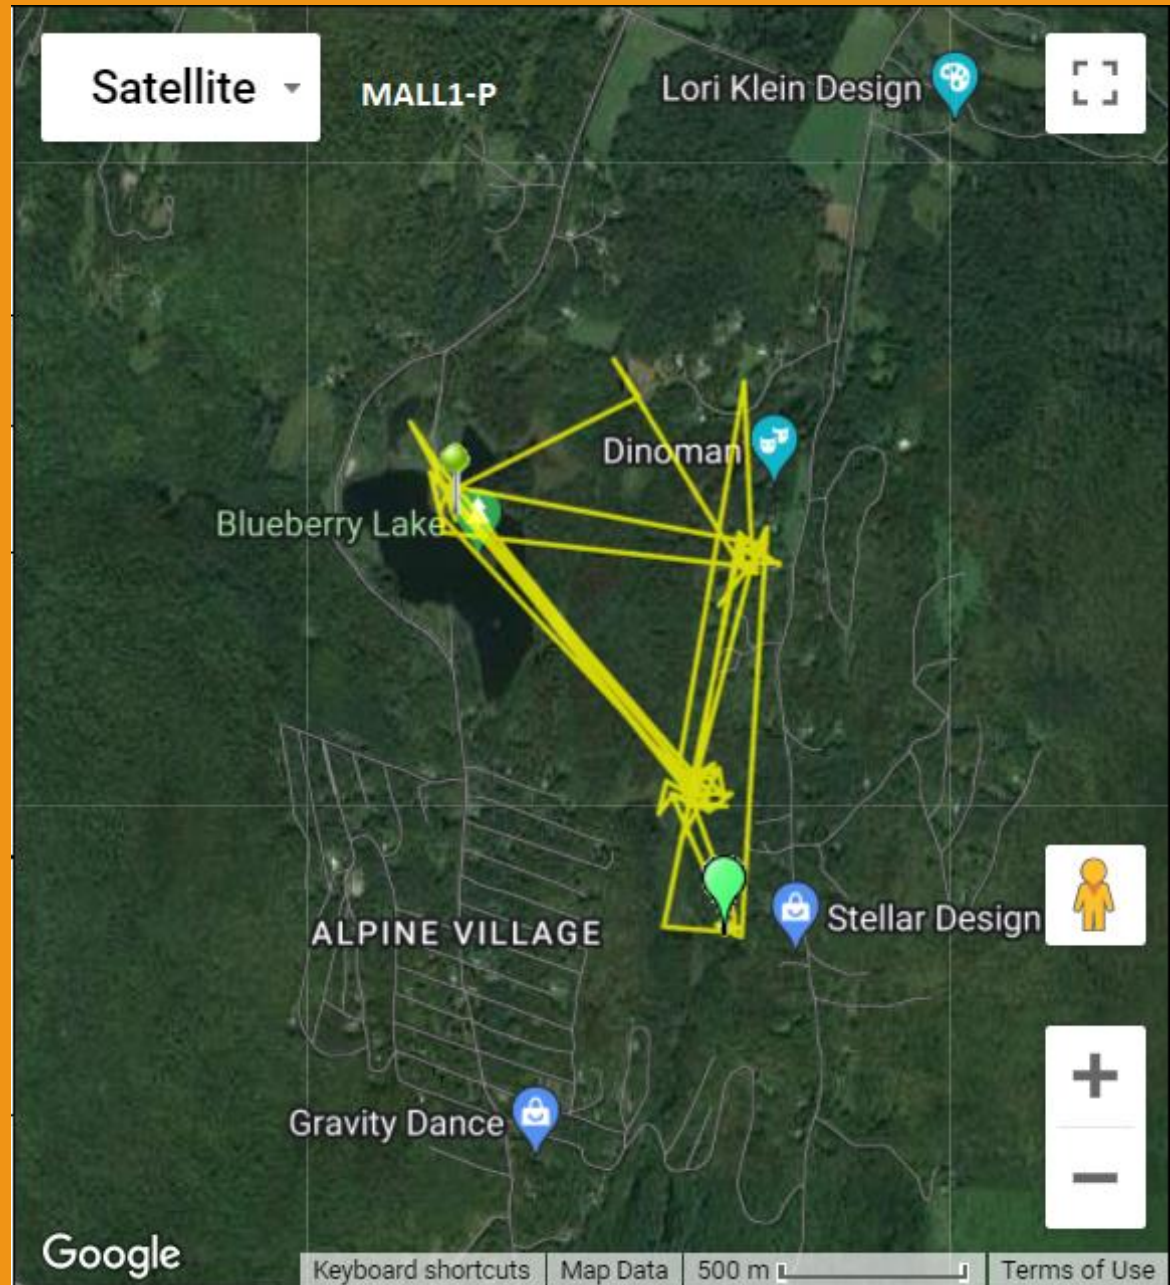 Satellite
MALL1-P
Lori Klein Design
Dinoman
Blueberry Lake
ALPINE VILLAGE
Stellar Design
Gravity Dance
Google
Keyboard shortcuts
Map Data
500 m
Terms of Use